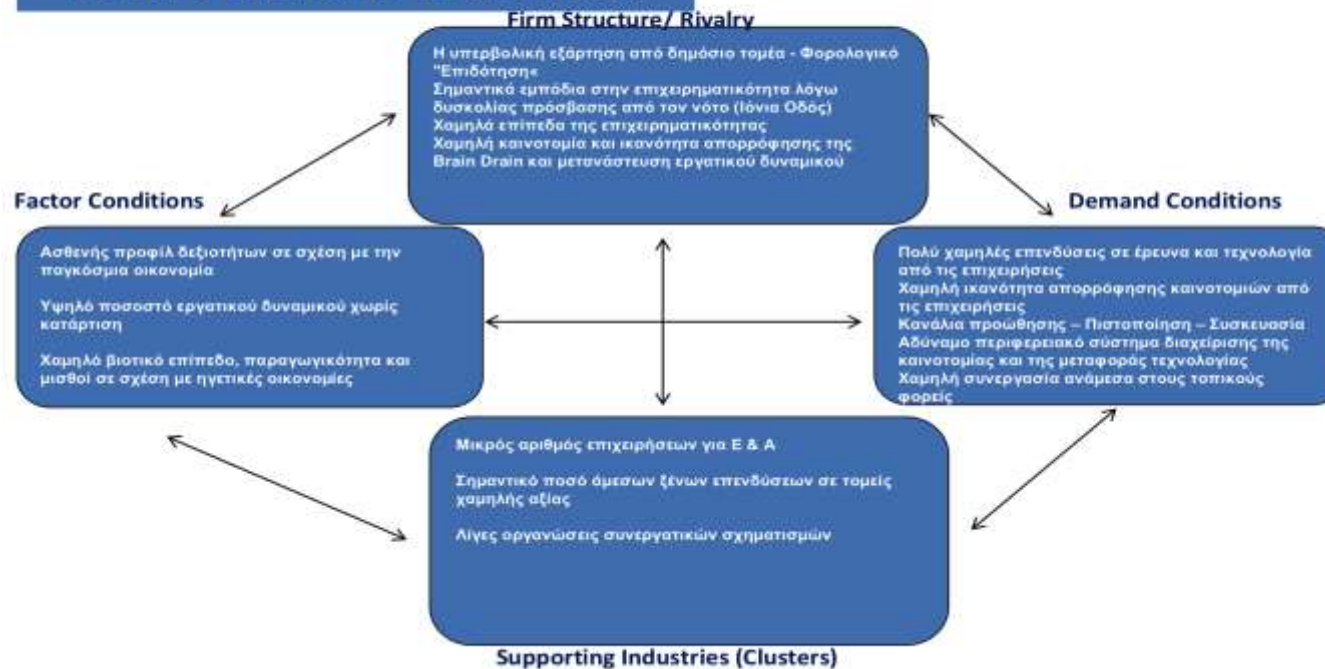 Firm Structure/ Rivalry
Η υπερβολική εξάρτηση από δημόσιο τομέα - Φορολογικό
"Επιδότηση«
Σημαντικά εμπόδια στην επιχειρηματικότητα λόγω
δυσκολίας πρόσβασης από τον νότο (Ιόνια Οδός)
Χαμηλά επίπεδα της επιχειρηματικότητας
Χαμηλή καινοτομία και ικανότητα απορρόφησης της
Brain Drain και μετανάστευση εργατικού δυναμικού
Factor Conditions
Ασθενής προφίλ δεξιοτήτων σε σχέση με την
παγκόσμια οικονομία
Υψηλό ποσοστό εργατικού δυναμικού χωρίς
κατάρτιση
Χαμηλό βιοτικό επίπεδο, παραγωγικότητα και
μισθοί σε σχέση με ηγετικές οικονομίες
Demand Conditions
Πολύ χαμηλές επενδύσεις σε έρευνα και τεχνολογία
από τις επιχειρήσεις
Χαμηλή ικανότητα απορρόφησης καινοτομιών από
τις επιχειρήσεις
Κανάλια προώθησης – Πιστοποίηση – Συσκευασία
Αδύναμο περιφερειακό σύστημα διαχείρισης της
καινοτομίας και της μεταφοράς τεχνολογίας
Χαμηλή συνεργασία ανάμεσα στους τοπικούς
φορείς
Μικρός αριθμός επιχειρήσεων για Ε & Α
Σημαντικό ποσό άμεσων ξένων επενδύσεων σε τομείς
χαμηλής αξίας
Λίγες οργανώσεις συνεργατικών σχηματισμών
Supporting Industries (Clusters)